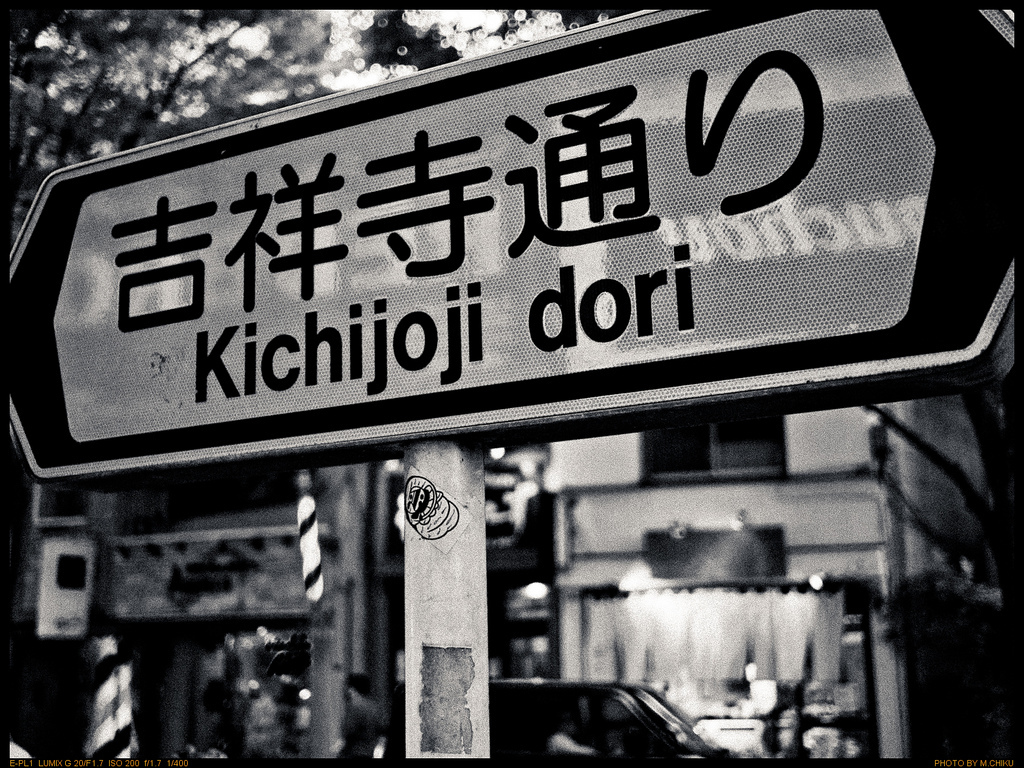 吉祥寺通り
Kichijoji dori
E-PL1 LUMIX G 20/F1.7 ISO 200 f/1.7 1/400
PHOTO BY M.CHIKU